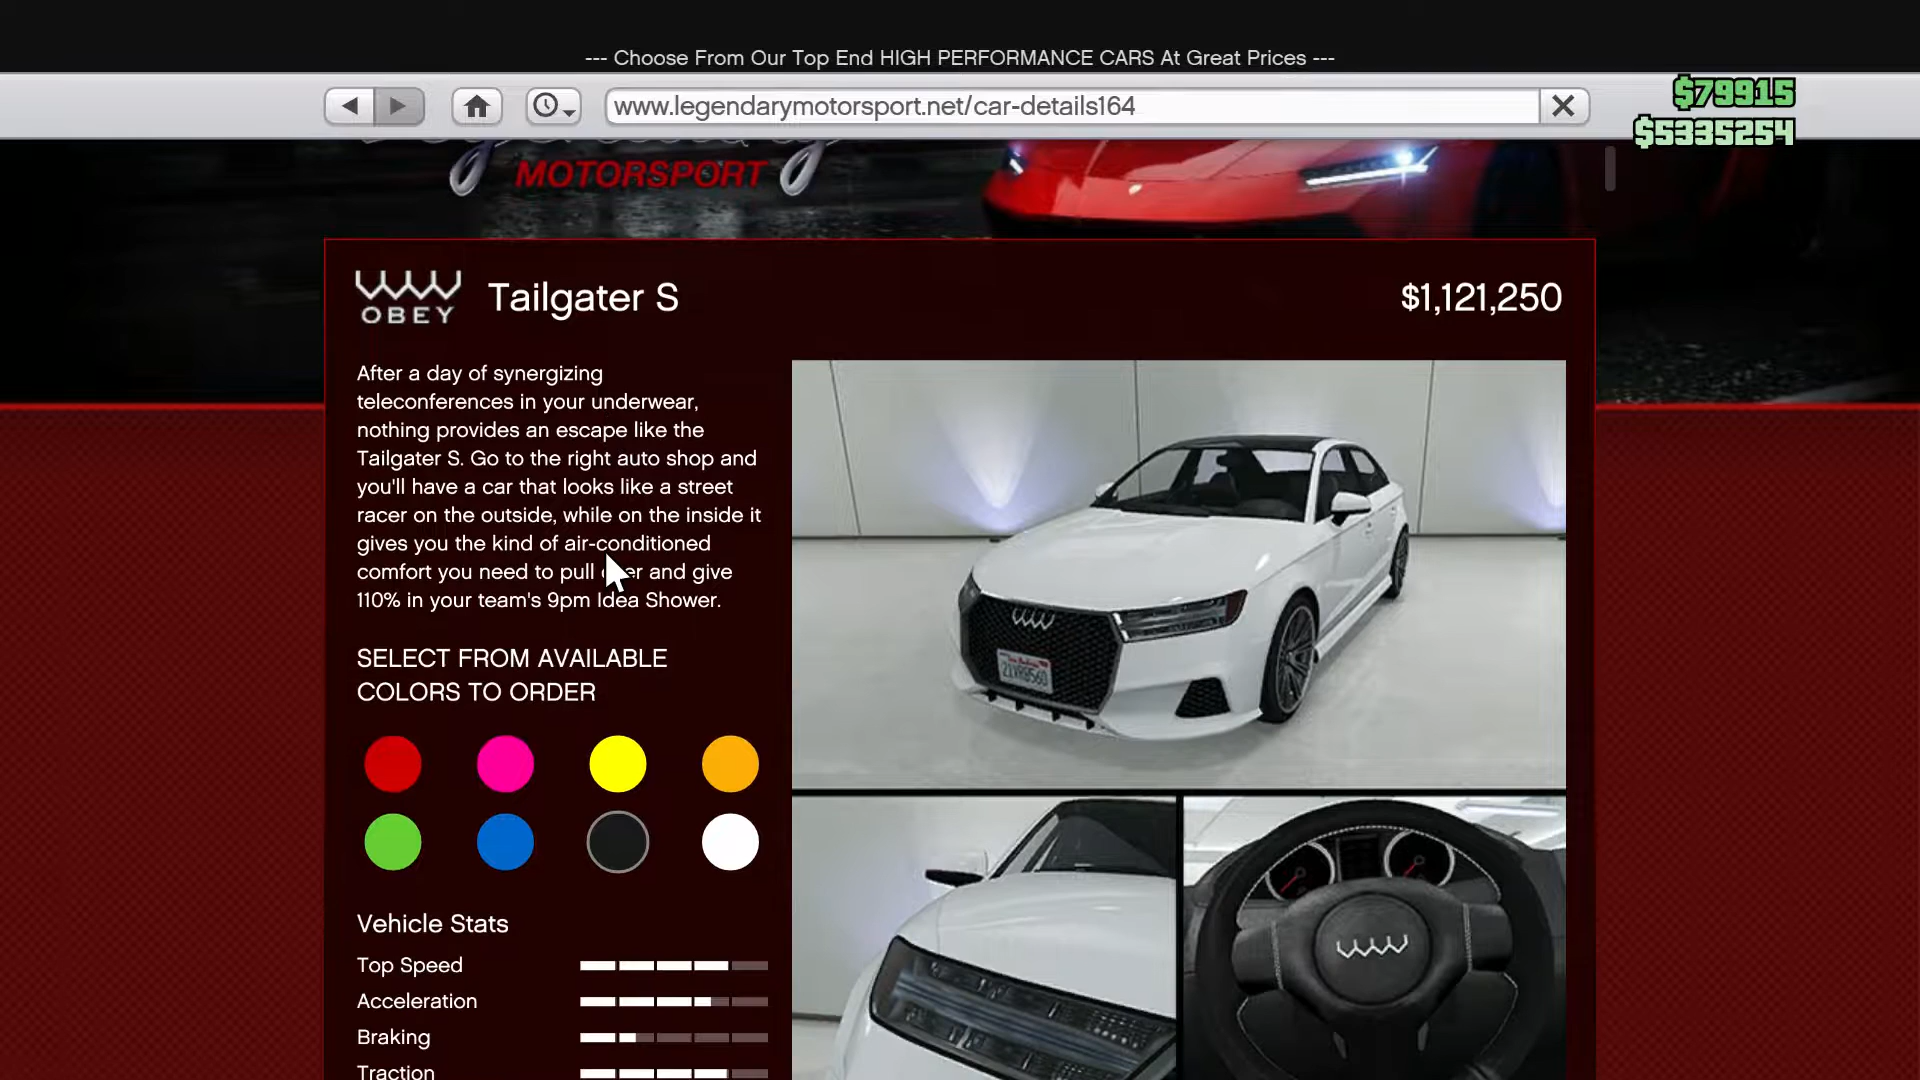 --- Choose From Our Top End HIGH PERFORMANCE CARS At Great Prices ---
www.legendarymotorsport.net/car-details164
$79915
$5335254
MOTORSPORT
OBEY
Tailgater S
$1,121,250
After a day of synergizing
teleconferences in your underwear,
nothing provides an escape like the
Tailgater S. Go to the right auto shop and
you'll have a car that looks like a street
racer on the outside, while on the inside it
gives you the kind of air-conditioned
comfort you need to pull over and give
110% in your team's 9pm Idea Shower.
SELECT FROM AVAILABLE
COLORS TO ORDER
Vehicle Stats
Top Speed
Acceleration
Braking
Traction